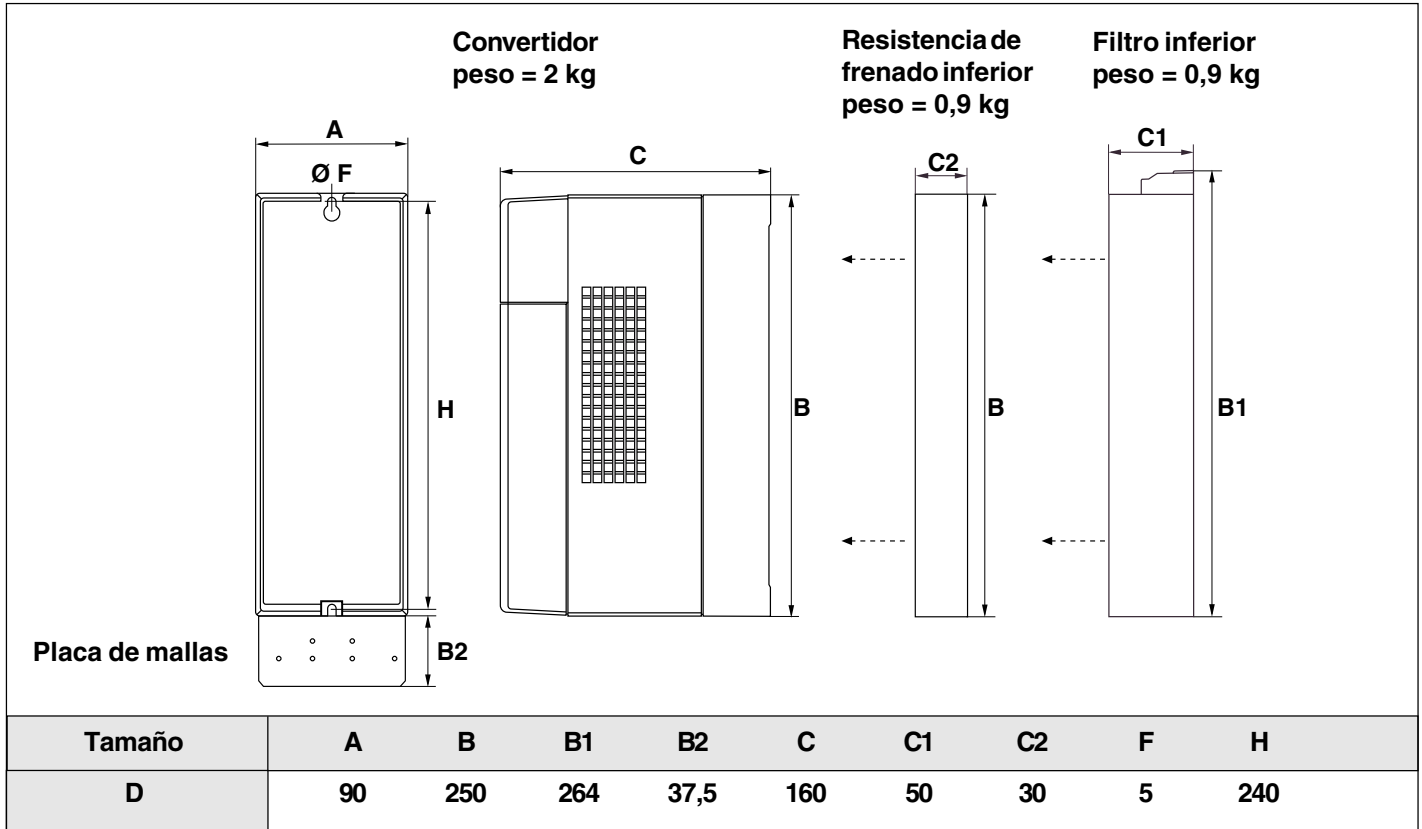 Convertidor
peso = 2 kg
Resistencia de
frenado inferior
peso = 0,9 kg
Filtro inferior
peso = 0,9 kg
A
Ø F
C
C2
C1
H
B
B
B1
Placa de mallas
B2
Tamaño A B B1 B2 C C1 C2 F H
D 90 250 264 37,5 160 50 30 5 240